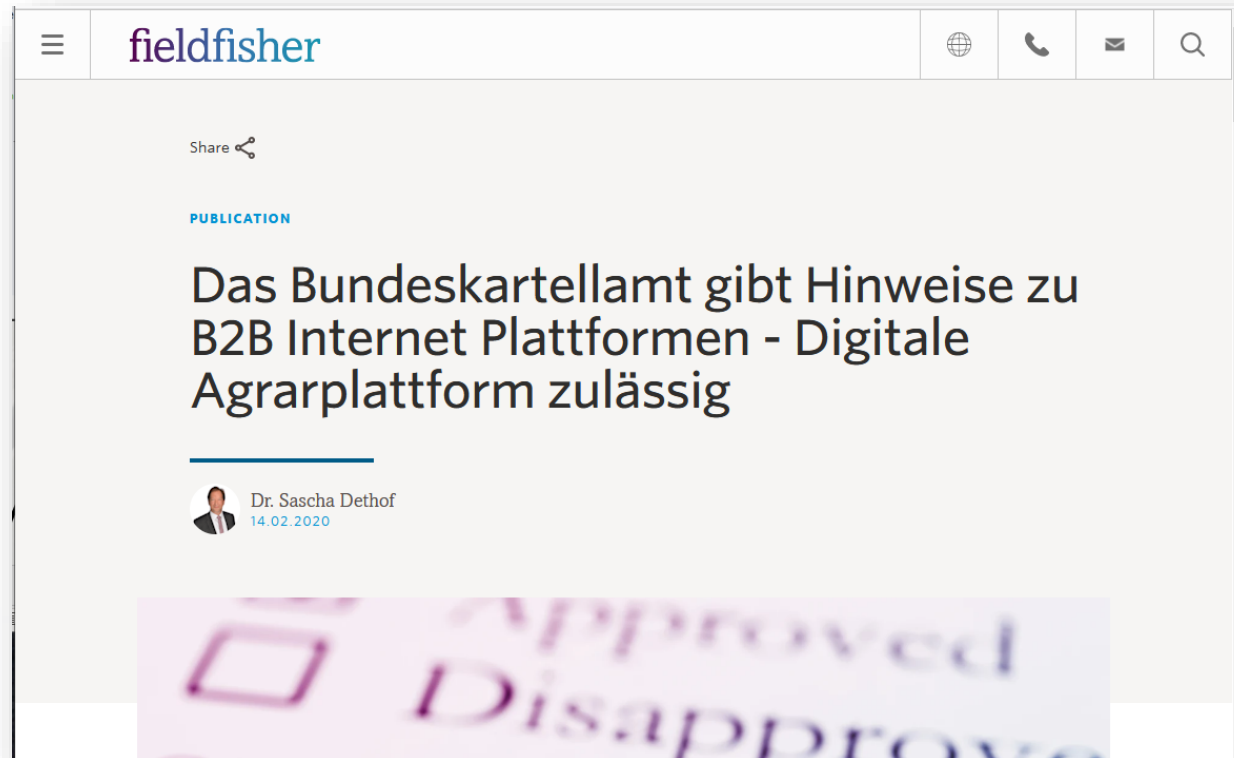 fieldfisher
Share
PUBLICATION
Das Bundeskartellamt gibt Hinweise zu
B2B Internet Plattformen - Digitale
Agrarplattform zulässig
Dr. Sascha Dethof
14.02.2020
Approved
Disapprove